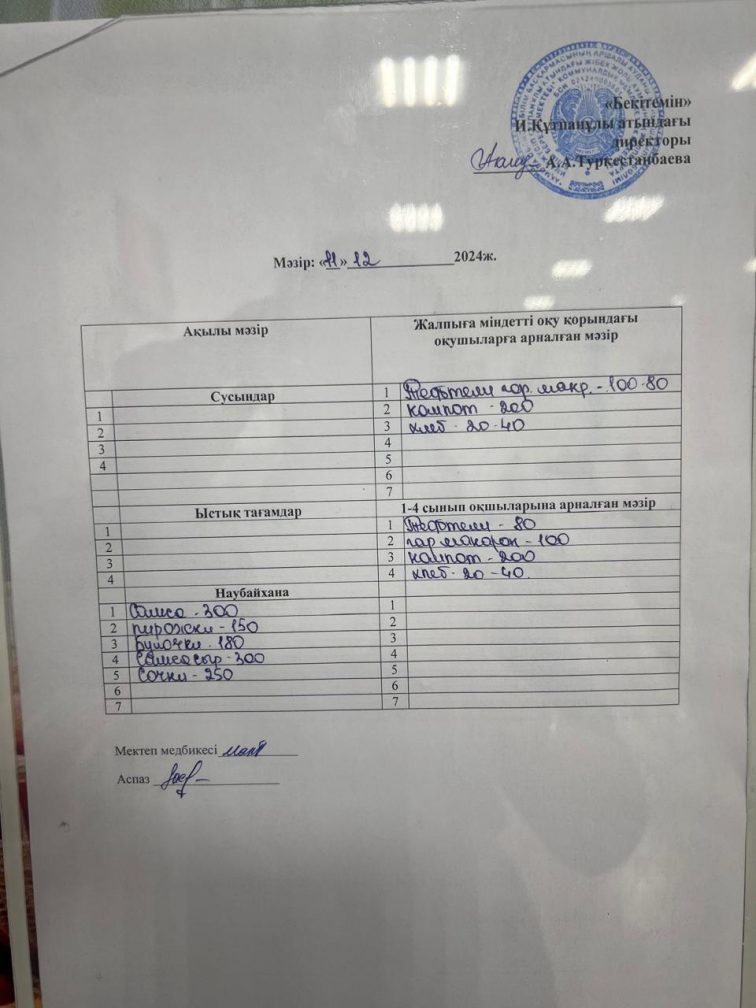 «Бекітемін»
И.Құтпанұлы атындағы
директоры
А.А.Туркестанбаева
Мәзір: «11» 12 2024ж.
Ақылы мәзір
Жалпыға міндетті оқу қорындағы
оқушыларға арналған мәзір
Сусындар
1 Тефтели гар. макр. - 100-80
1
2 компот - 200
2
3 хлеб - 20-40
3
4
4
5
6
7
Ыстық тағамдар
1-4 сынып оқшыларына арналған мәзір
1
1 Тефтели - 80
2
2 гар макарон - 100
3
3 компот - 200
4
4 хлеб - 20-40
Наубайхана
1 Самса - 300
1
2 пирожки - 150
2
3 булочки - 180
3
4 Самса сыр - 300
4
5 Сочни - 250
5
6
6
7
7
Мектеп медбикесі
Аспаз